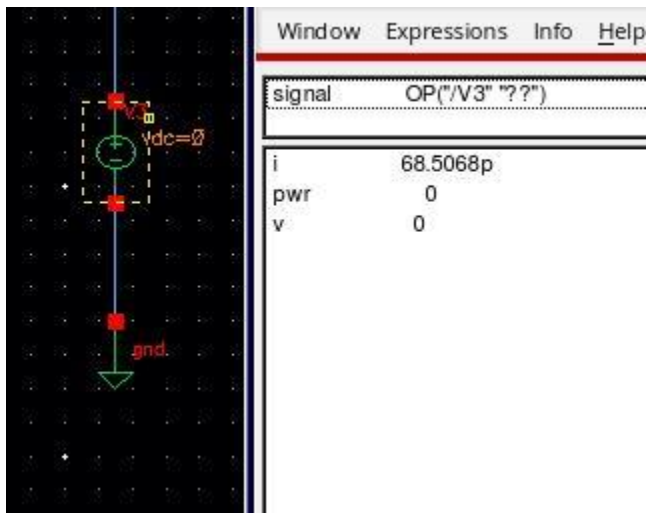 Window Expressions Info Help
V3
vdc=0
gnd
signal OP("/V3" "??")
i 68.5068p
pwr 0
v 0